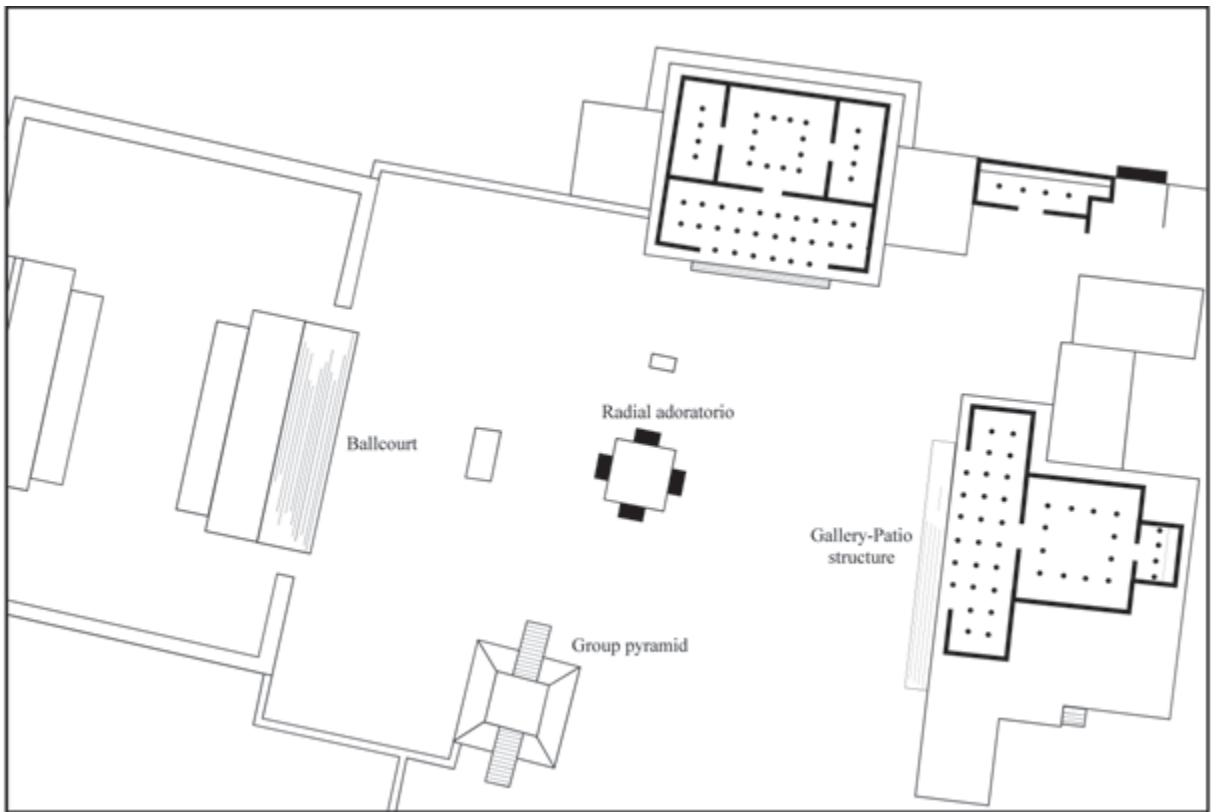 Radial adoratorio
Ballcourt
Gallery-Patio
structure
Group pyramid